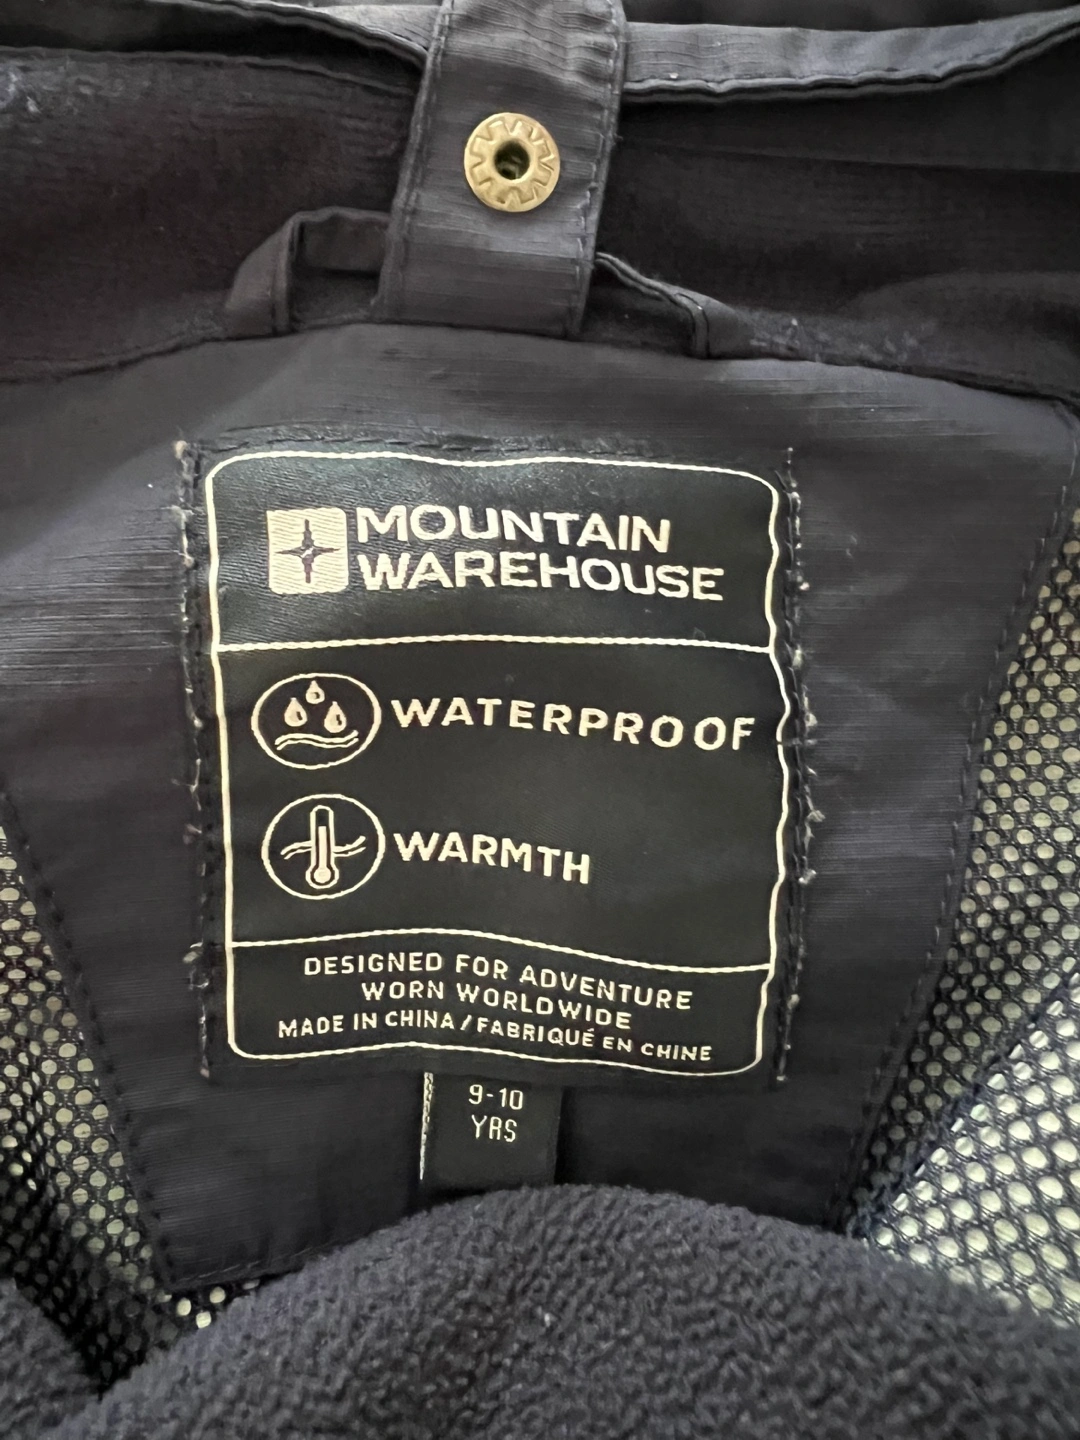 MOUNTAIN
WAREHOUSE
WATERPROOF
WARMTH
DESIGNED FOR ADVENTURE
WORN WORLDWIDE
MADE IN CHINA / FABRIQUÉ EN CHINE
9-10
YRS